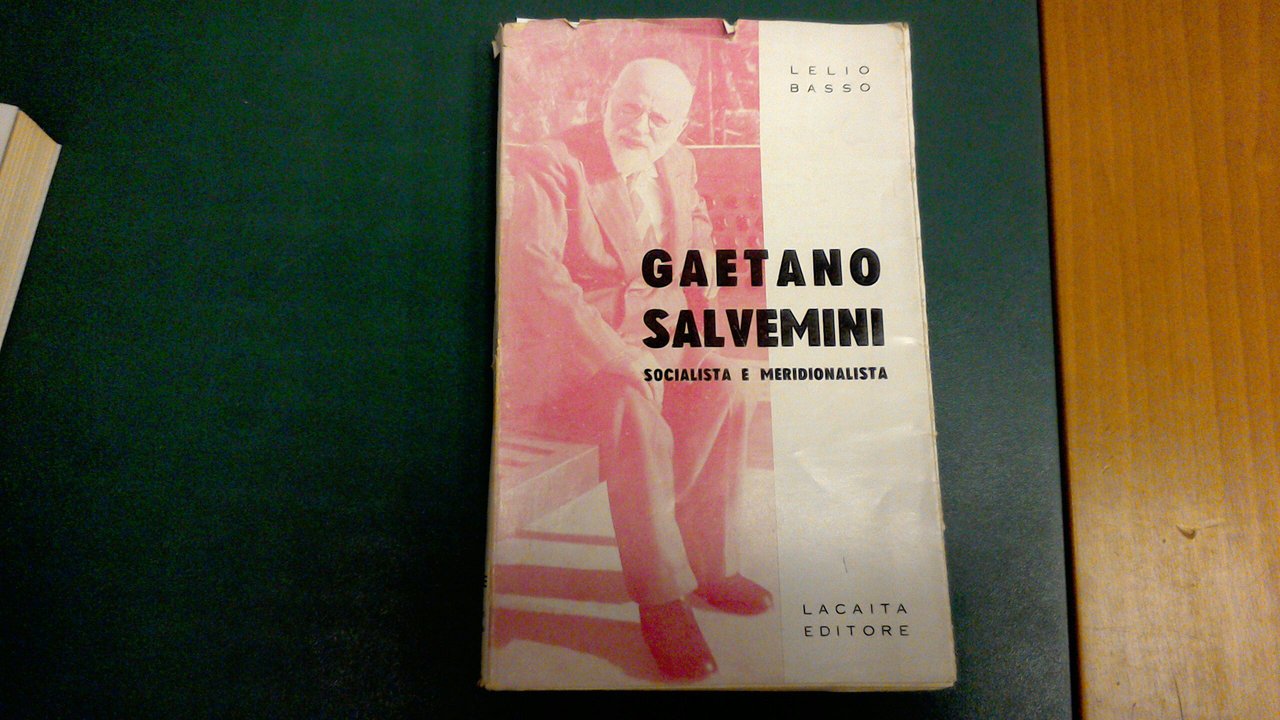 LELIO
BASSO
GAETANO
SALVEMINI
SOCIALISTA E MERIDIONALISTA
LACAITA
EDITORE